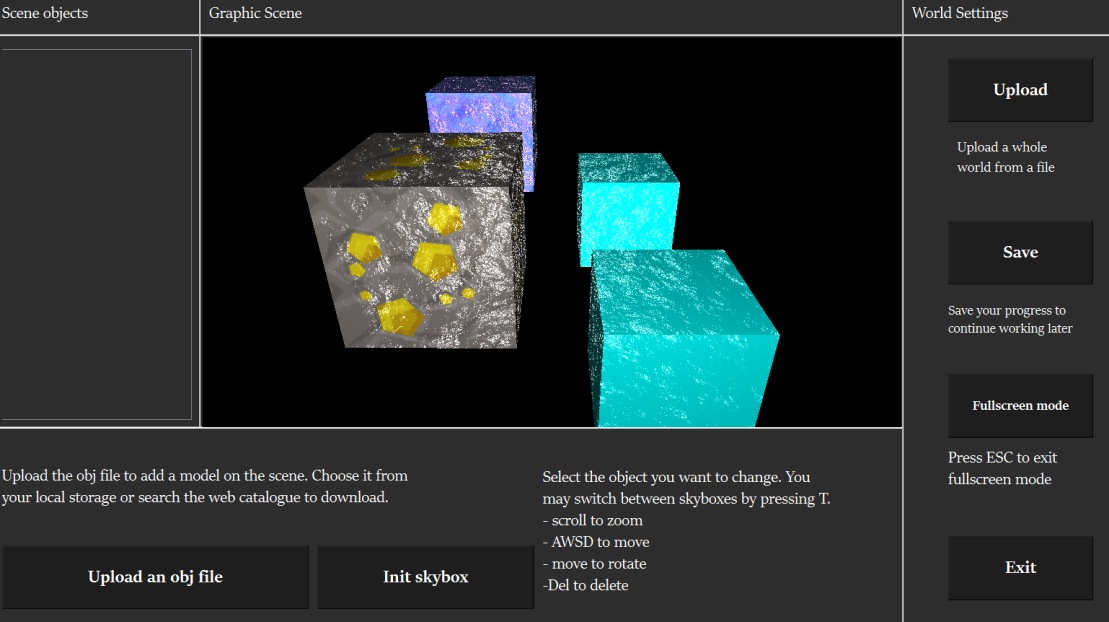 Scene objects
Graphic Scene
World Settings
Upload
Upload a whole
world from a file
Save
Save your progress to
continue working later
Fullscreen mode
Press ESC to exit
fullscreen mode
Exit
Upload the obj file to add a model on the scene. Choose it from
your local storage or search the web catalogue to download.
Upload an obj file
Init skybox
Select the object you want to change. You
may switch between skyboxes by pressing T.
- scroll to zoom
- AWSD to move
- move to rotate
-Del to delete